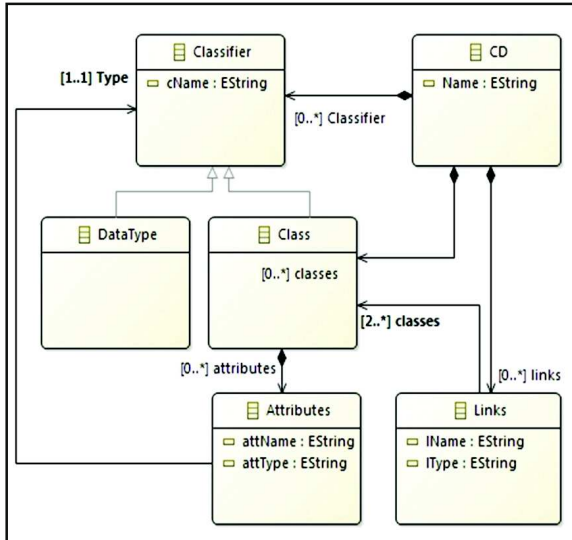 Classifier
CD
[1..1] Type
cName : EString
Name : EString
[0..*] Classifier
DataType
Class
[0..*] classes
[2..*] classes
[0..*] attributes
[0..*] links
Attributes
Links
attName : EString
lName : EString
attType : EString
lType : EString